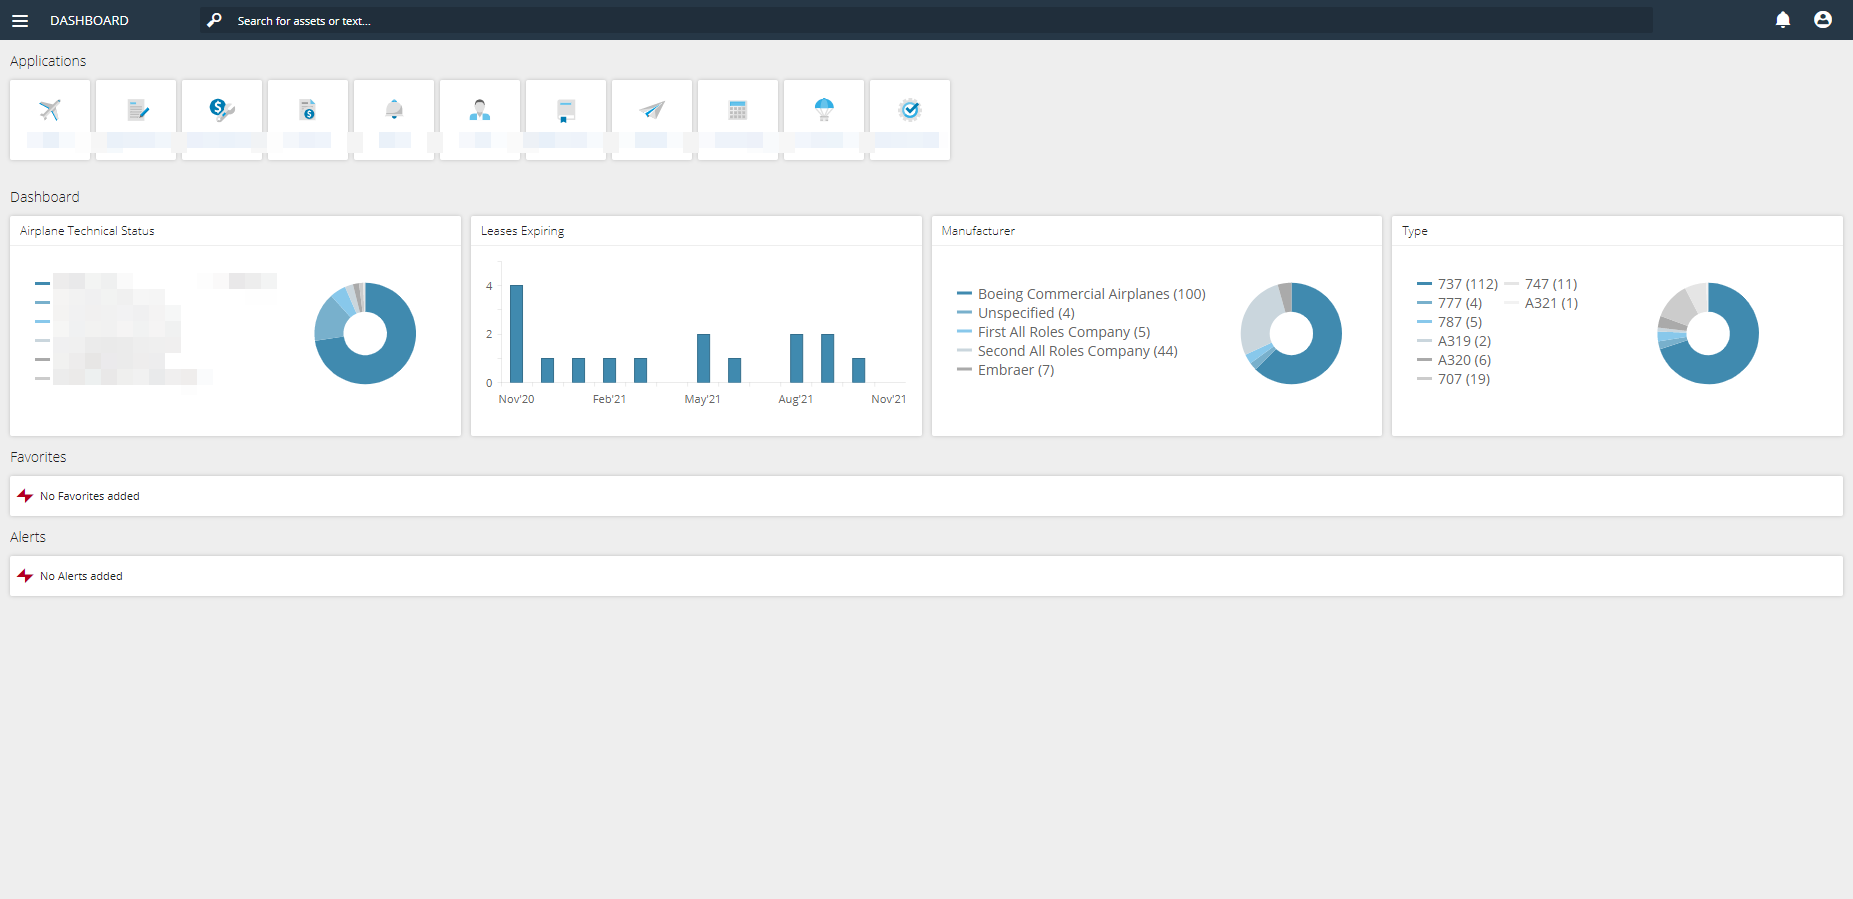 DASHBOARD
Search for assets or text...
Applications
Dashboard
Airplane Technical Status
Leases Expiring
4
2
0
Nov'20 Feb'21 May'21 Aug'21 Nov'21
Manufacturer
Boeing Commercial Airplanes (100)
Unspecified (4)
First All Roles Company (5)
Second All Roles Company (44)
Embraer (7)
Type
737 (112) 747 (11)
777 (4) A321 (1)
787 (5)
A319 (2)
A320 (6)
707 (19)
Favorites
No Favorites added
Alerts
No Alerts added